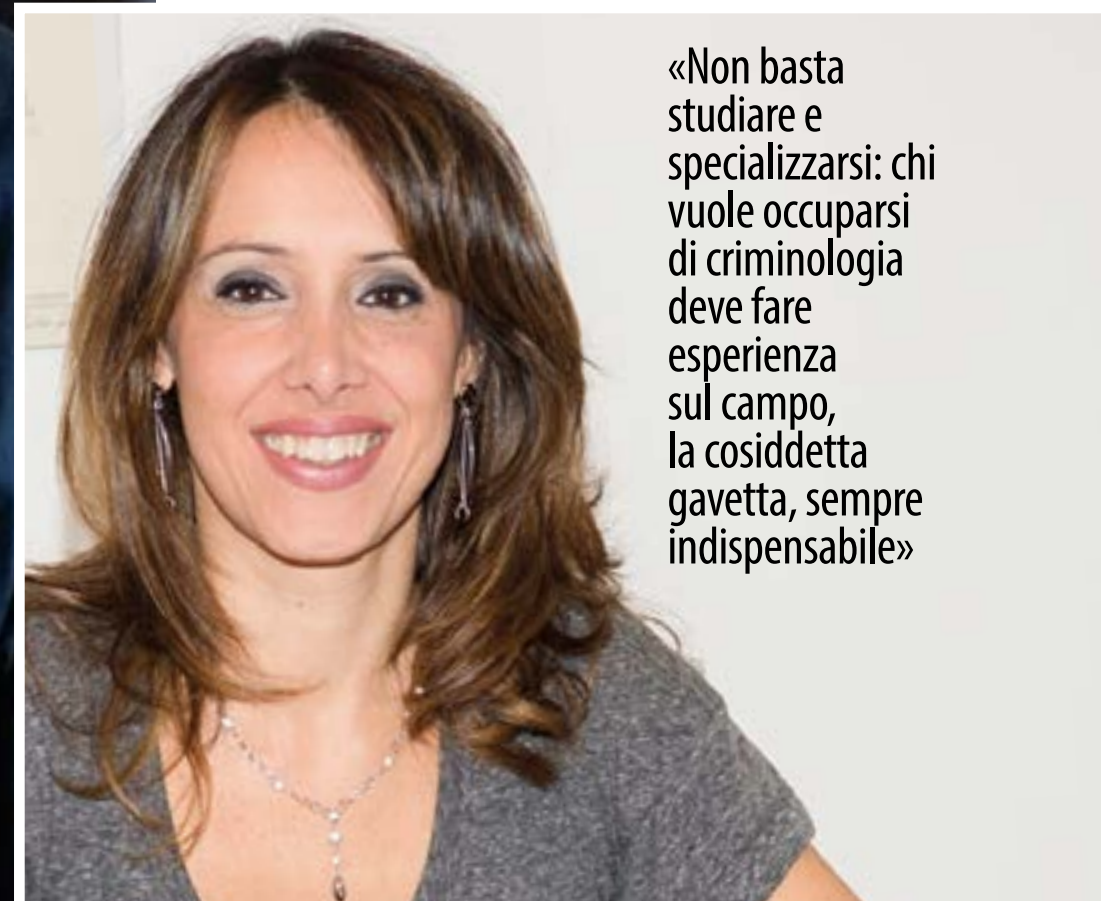 «Non basta
studiare e
specializzarsi: chi
vuole occuparsi
di criminologia
deve fare
esperienza
sul campo,
la cosiddetta
gavetta, sempre
indispensabile»